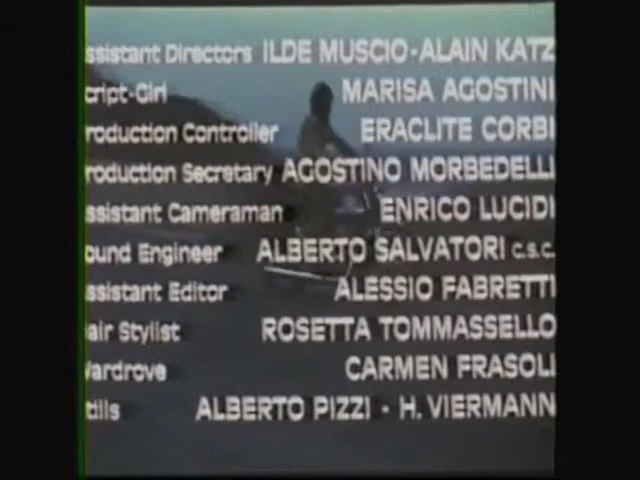 ssistant Directors ILDE MUSCIO-ALAIN KATZ
cript-Girl MARISA AGOSTINI
roduction Controller ERACLITE CORBI
roduction Secretary AGOSTINO MORBEDELLI
ssistant Cameraman ENRICO LUCIDI
ound Engineer ALBERTO SALVATORI c.s.c.
ssistant Editor ALESSIO FABRETTI
air Stylist ROSETTA TOMMASSELLO
Wardrove CARMEN FRASOLI
tills ALBERTO PIZZI - H. VIERMANN